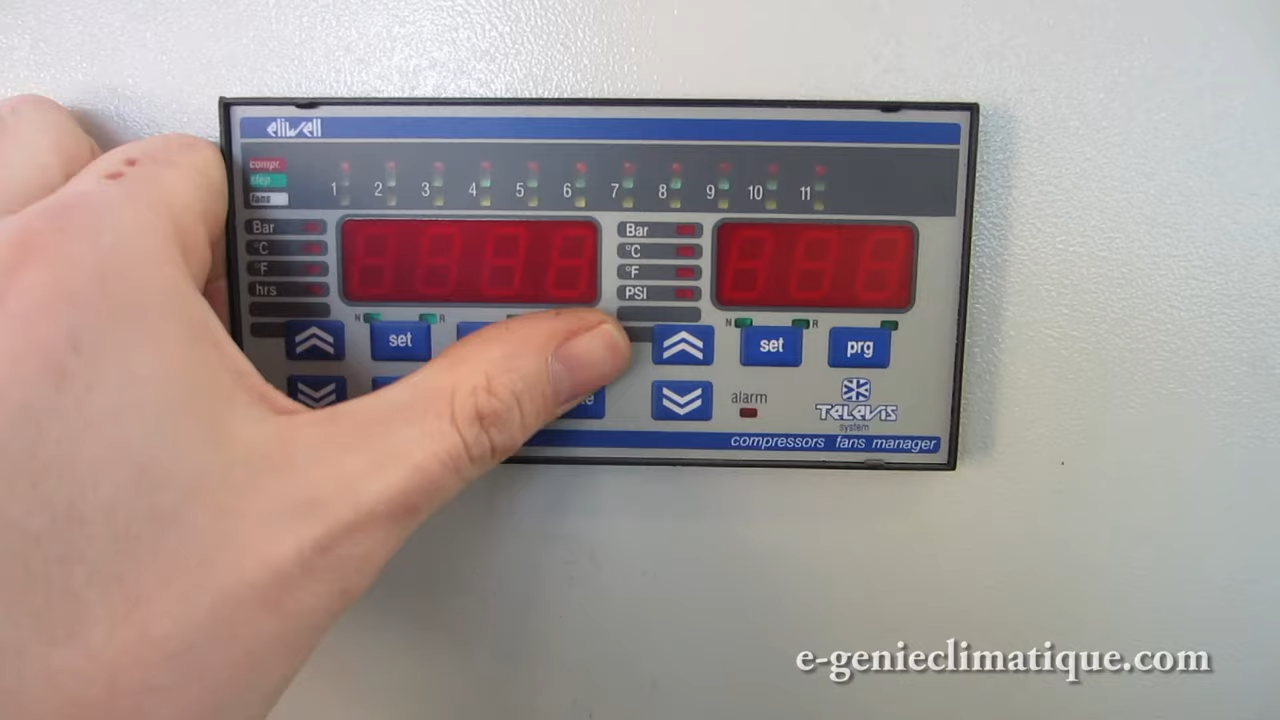 eliwell
compr.
step
fans
1 2 3 4 5 6 7 8 9 10 11
Bar
°C
°F
hrs
Bar
°C
°F
PSI
N R
set
N R
set
prg
alarm
TELEVIS
system
compressors fans manager
e-genieclimatique.com